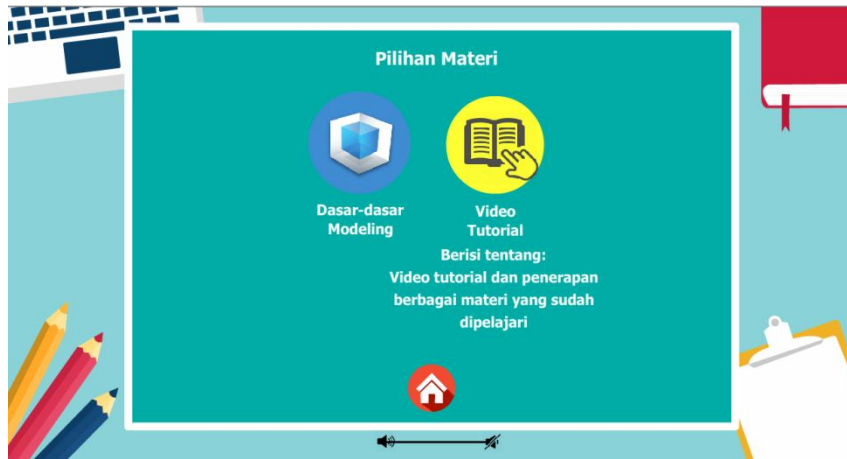 Pilihan Materi
Dasar-dasar
Modeling
Video
Tutorial
Berisi tentang:
Video tutorial dan penerapan
berbagai materi yang sudah
dipelajari